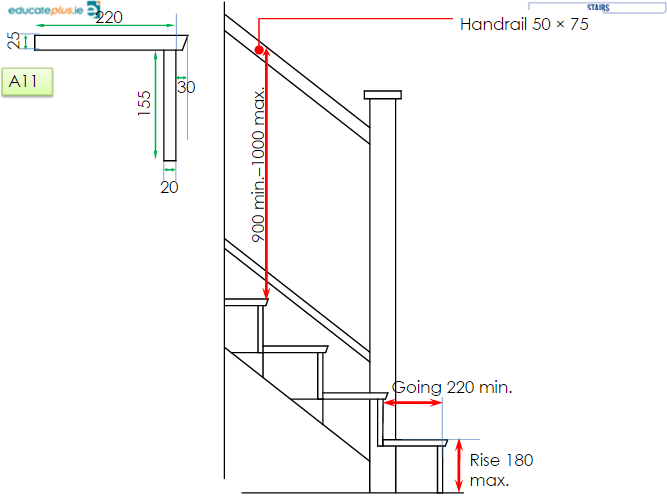 educateplus.ie e
STAIRS
220
25
A11
30
155
20
Handrail 50 × 75
900 min.–1000 max.
Going 220 min.
Rise 180
max.